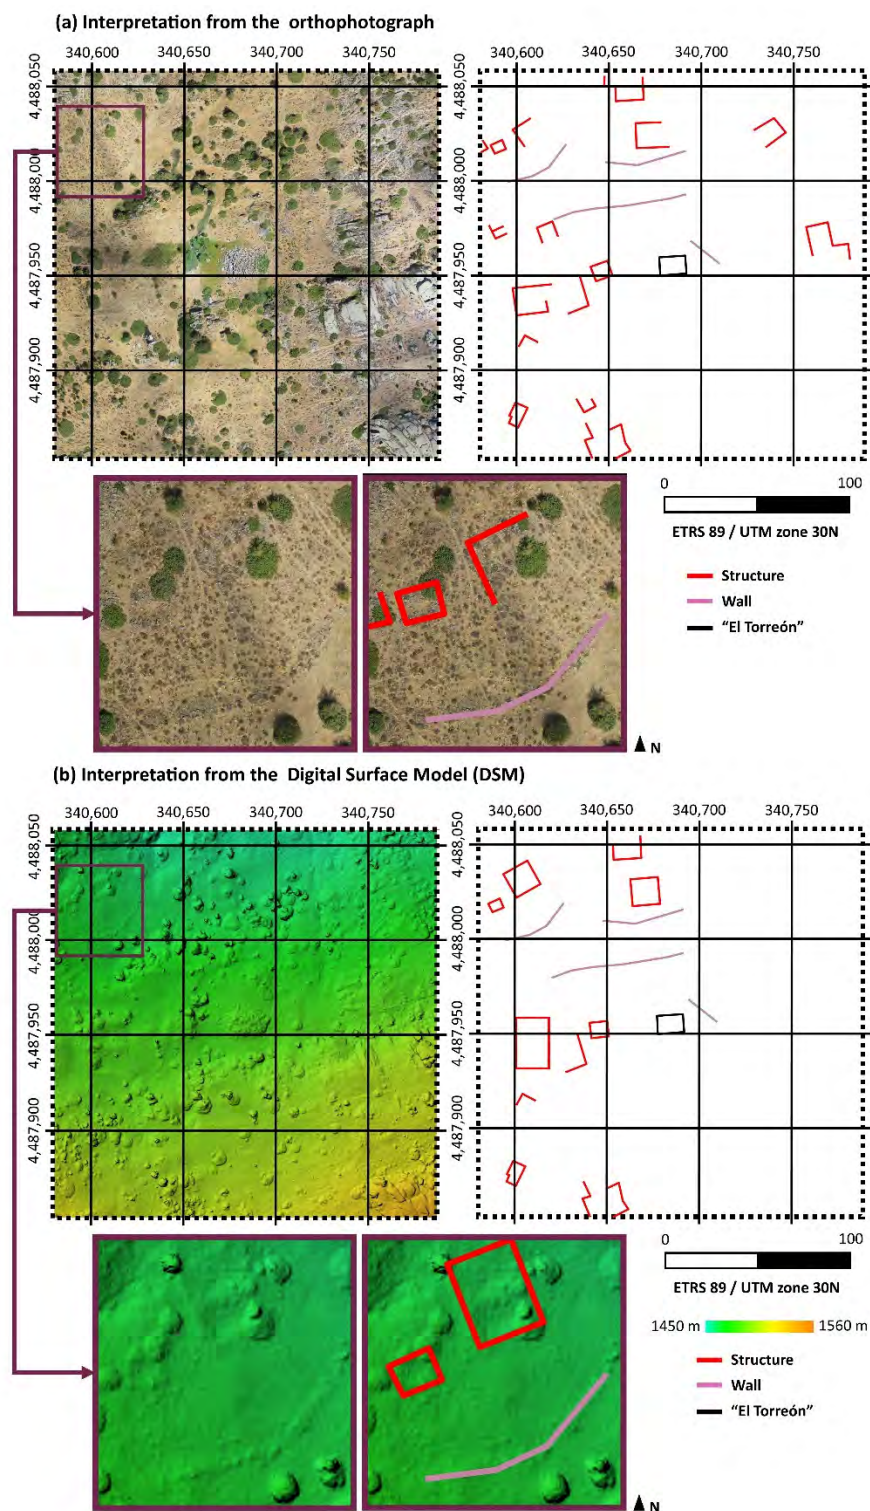 (a) Interpretation from the orthophotograph
340,600 340,650 340,700 340,750 340,600 340,650 340,700 340,750
4,488,050 4,488,050
4,488,000 4,488,000
4,487,950 4,487,950
4,487,900 4,487,900
0 100
ETRS 89 / UTM zone 30N
Structure
Wall
"El Torreón"
N
(b) Interpretation from the Digital Surface Model (DSM)
340,600 340,650 340,700 340,750 340,600 340,650 340,700 340,750
4,488,050 4,488,050
4,488,000 4,488,000
4,487,950 4,487,950
4,487,900 4,487,900
0 100
ETRS 89 / UTM zone 30N
1450 m 1560 m
Structure
Wall
"El Torreón"
N